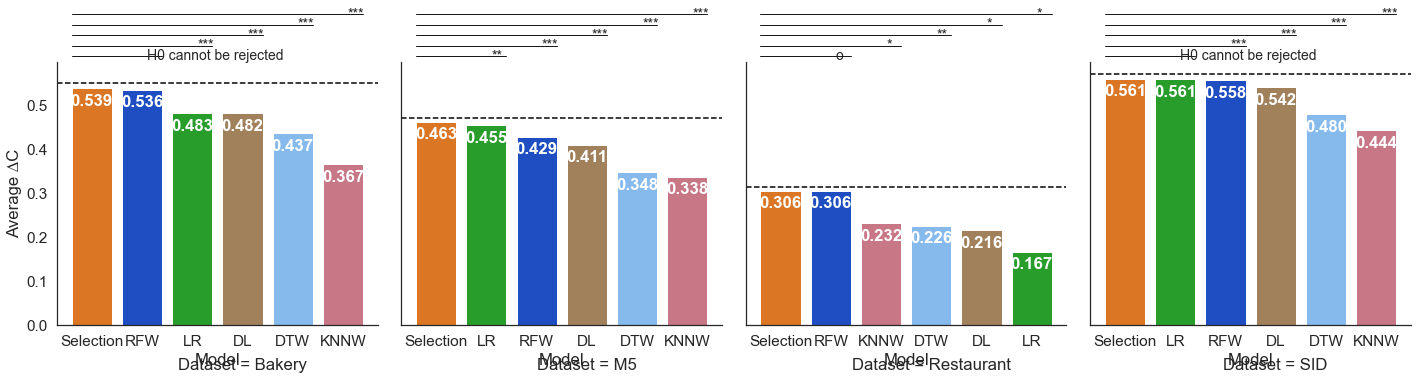 *** *** *
***
*** *** *
***
*** *** **
***
*** *** *
***
H0 cannot be rejected ** o H0 cannot be rejected
Average ΔC
0.5
0.4
0.3
0.2
0.1
0.0
0.539 0.536 0.483 0.482 0.437 0.367
0.463 0.455 0.429 0.411 0.348 0.338
0.306 0.306 0.232 0.226 0.216 0.167
0.561 0.561 0.558 0.542 0.480 0.444
Selection RFW LR DL DTW KNNW
Model
Dataset = Bakery
Selection LR RFW DL DTW KNNW
Model
Dataset = M5
Selection RFW KNNW DTW DL LR
Model
Dataset = Restaurant
Selection LR RFW DL DTW KNNW
Model
Dataset = SID